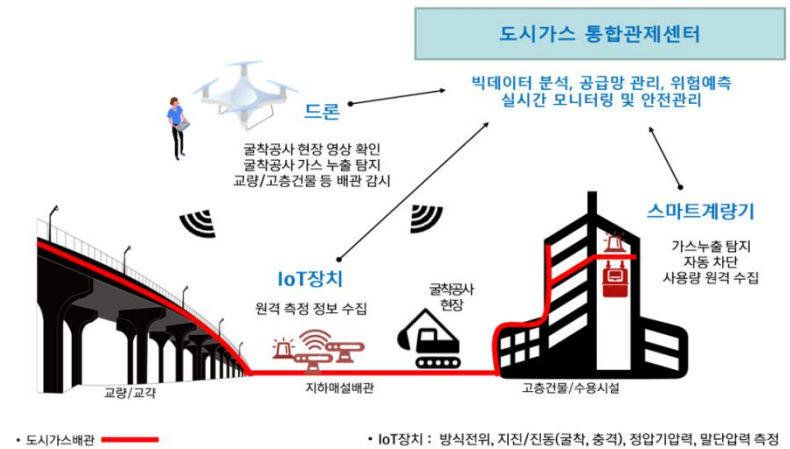 도시가스 통합관제센터
빅데이터 분석, 공급망 관리, 위험예측
실시간 모니터링 및 안전관리
드론
굴착공사 현장 영상 확인
굴착공사 가스 누출 탐지
교량/고층건물 등 배관 감시
스마트계량기
가스누출 탐지
자동 차단
사용량 원격 수집
IoT장치
원격 측정 정보 수집
굴착공사
현장
교량/교각
지하매설배관
고층건물/수용시설
• 도시가스배관
• IoT장치 : 방식전위, 지진/진동(굴착, 충격), 정압기압력, 말단압력 측정